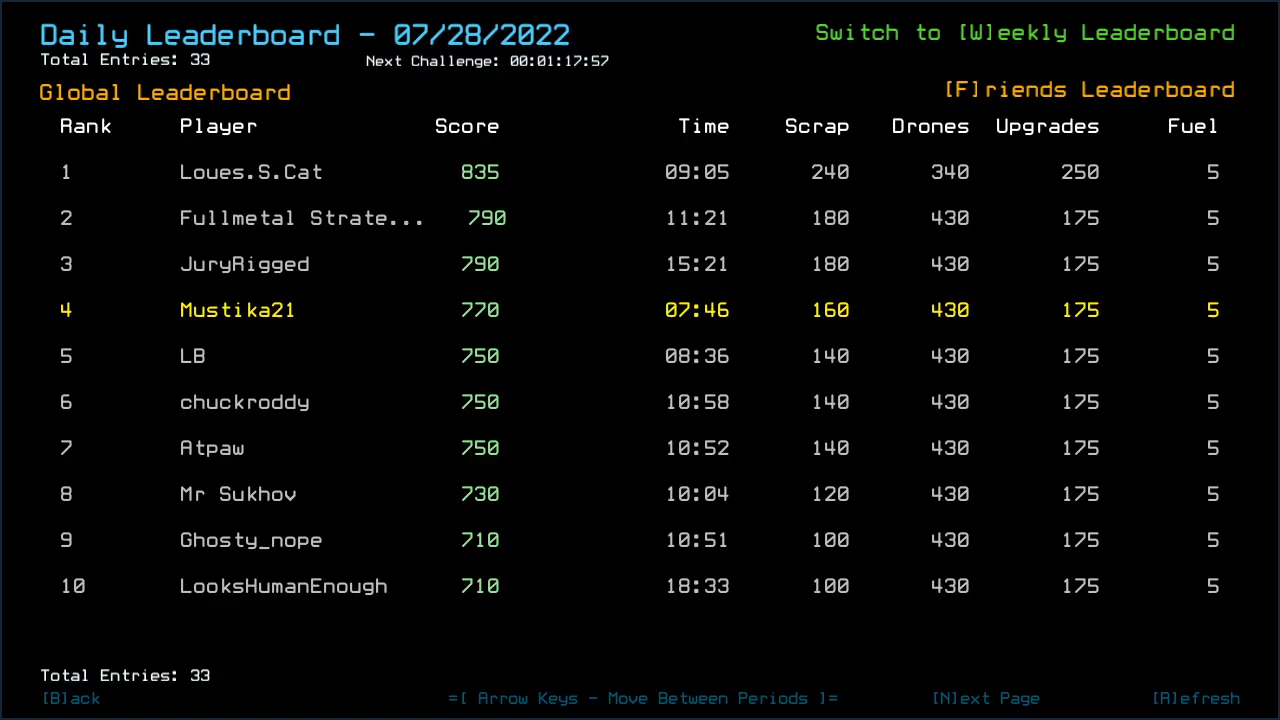 Daily Leaderboard - 07/28/2022 Switch to [W]eekly Leaderboard
Total Entries: 33 Next Challenge: 00:01:17:57
Global Leaderboard [F]riends Leaderboard
Rank Player Score Time Scrap Drones Upgrades Fuel
1 Loues.S.Cat 835 09:05 240 340 250 5
2 Fullmetal Strate... 790 11:21 180 430 175 5
3 JuryRigged 790 15:21 180 430 175 5
4 Mustika21 770 07:46 160 430 175 5
5 LB 750 08:36 140 430 175 5
6 chuckroddy 750 10:58 140 430 175 5
7 Atpaw 750 10:52 140 430 175 5
8 Mr Sukhov 730 10:04 120 430 175 5
9 Ghosty_nope 710 10:51 100 430 175 5
10 LooksHumanEnough 710 18:33 100 430 175 5
Total Entries: 33
[B]ack =[ Arrow Keys - Move Between Periods ]= [N]ext Page [R]efresh